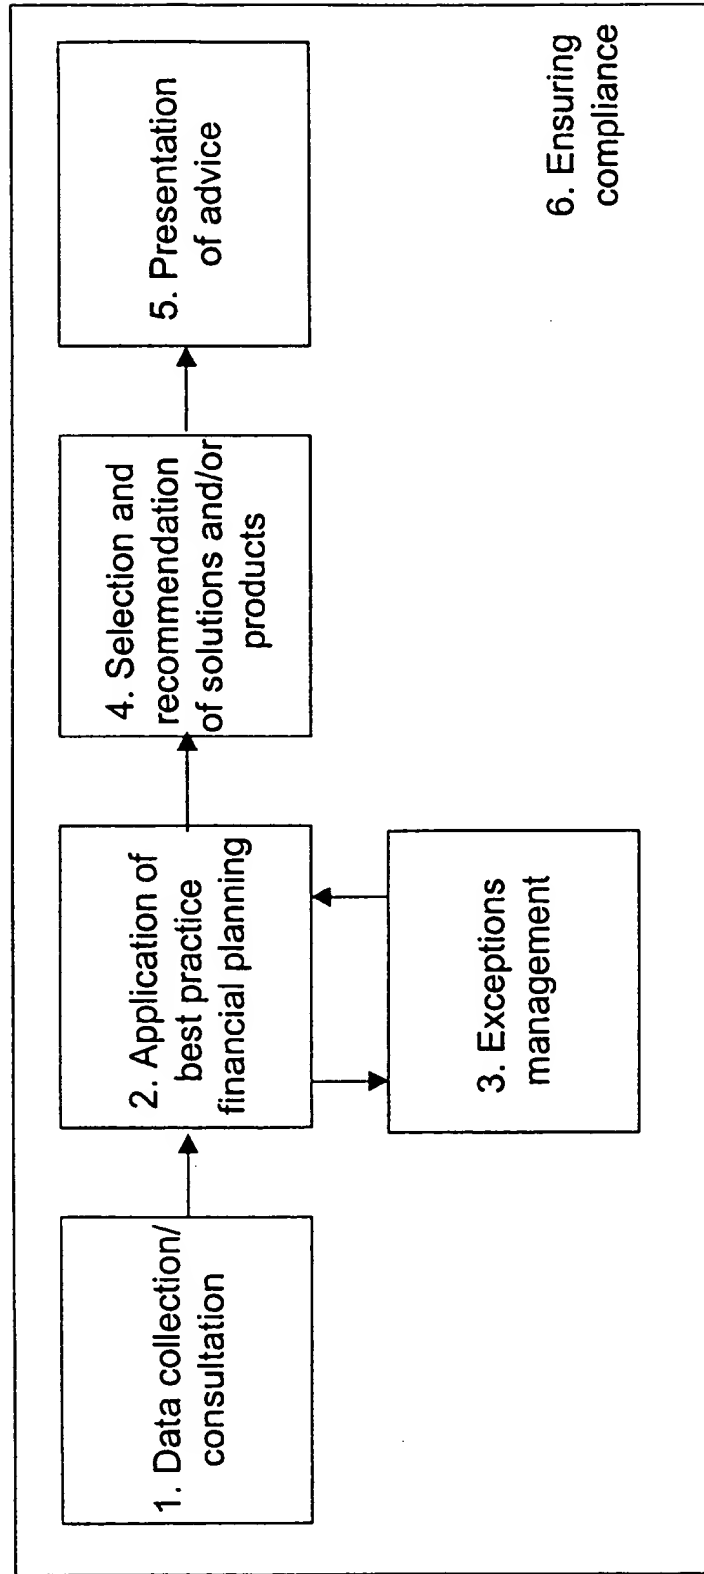 1. Data collection/
consultation
2. Application of
best practice
financial planning
3. Exceptions
management
4. Selection and
recommendation
of solutions and/or
products
5. Presentation
of advice
6. Ensuring
compliance